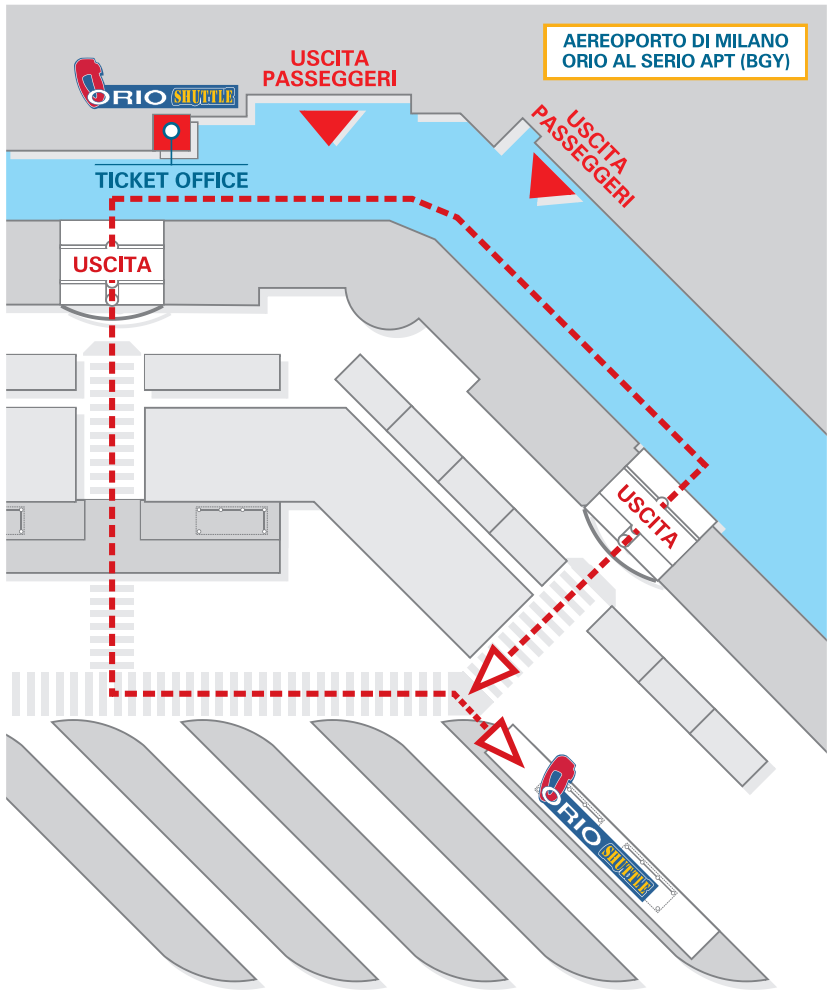 AEREOPORTO DI MILANO
ORIO AL SERIO APT (BGY)
USCITA
PASSEGGERI
ORIO SHUTTLE
USCITA
PASSEGGERI
TICKET OFFICE
USCITA
USCITA
ORIO SHUTTLE